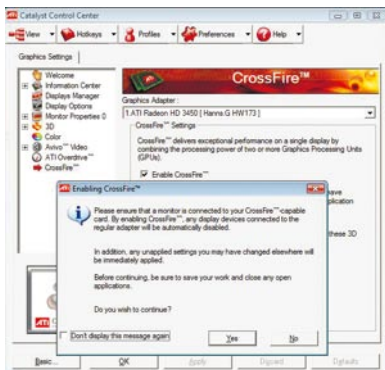 Catalyst Control Center
View Hotkeys Profiles Preferences Help
Graphics Settings
Welcome
Information Center
Displays Manager
Display Options
Monitor Properties 0
3D
Color
Avivo™ Video
ATI Overdrive™
CrossFire™
CrossFire™
Graphics Adapter :
1.ATI Radeon HD 3450 [ Hanns.G HW173 ]
CrossFire™ Settings
CrossFire™ delivers exceptional performance on a single display by
combining the processing power of two or more Graphics Processing Units
(GPUs).
Enable CrossFire™
Enabling CrossFire™
Please ensure that a monitor is connected to your CrossFire™-capable
card. By enabling CrossFire™, any display devices connected to the
regular adapter will be automatically disabled.
In addition, any unapplied settings you may have changed elsewhere will
be immediately applied.
Before continuing, be sure to save your work and close any open
applications.
Do you wish to continue?
Don't display this message again
Yes No
have
plication
these 3D
ATI
Basic... OK Apply Discard Defaults